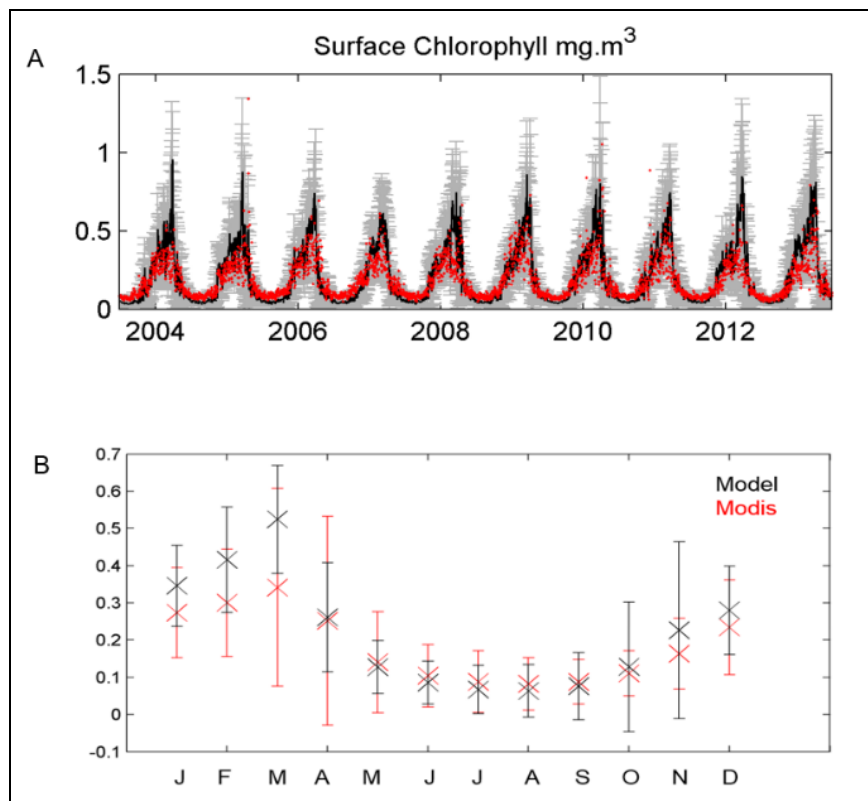 A
Surface Chlorophyll mg.m³
1.5
1
0.5
0
2004 2006 2008 2010 2012
B
0.7
0.6
0.5
0.4
0.3
0.2
0.1
0
-0.1
Model
Modis
J F M A M J J A S O N D